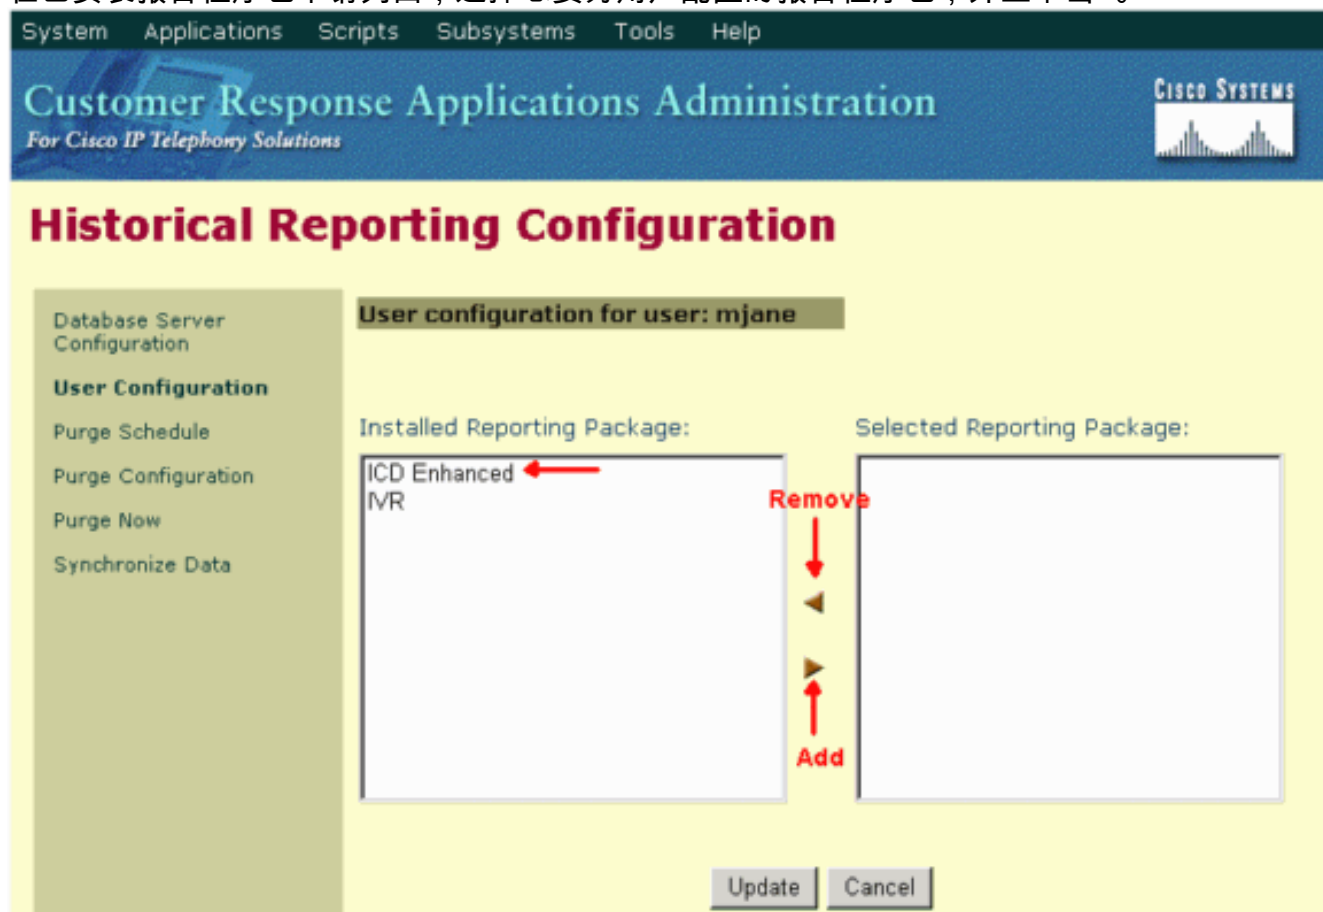 System Applications Scripts Subsystems Tools Help
Customer Response Applications Administration
For Cisco IP Telephony Solutions
CISCO SYSTEMS
Historical Reporting Configuration
Database Server
Configuration
User Configuration
Purge Schedule
Purge Configuration
Purge Now
Synchronize Data
User configuration for user: mjane
Installed Reporting Package:
ICD Enhanced
IVR
Remove
Add
Selected Reporting Package:
Update Cancel